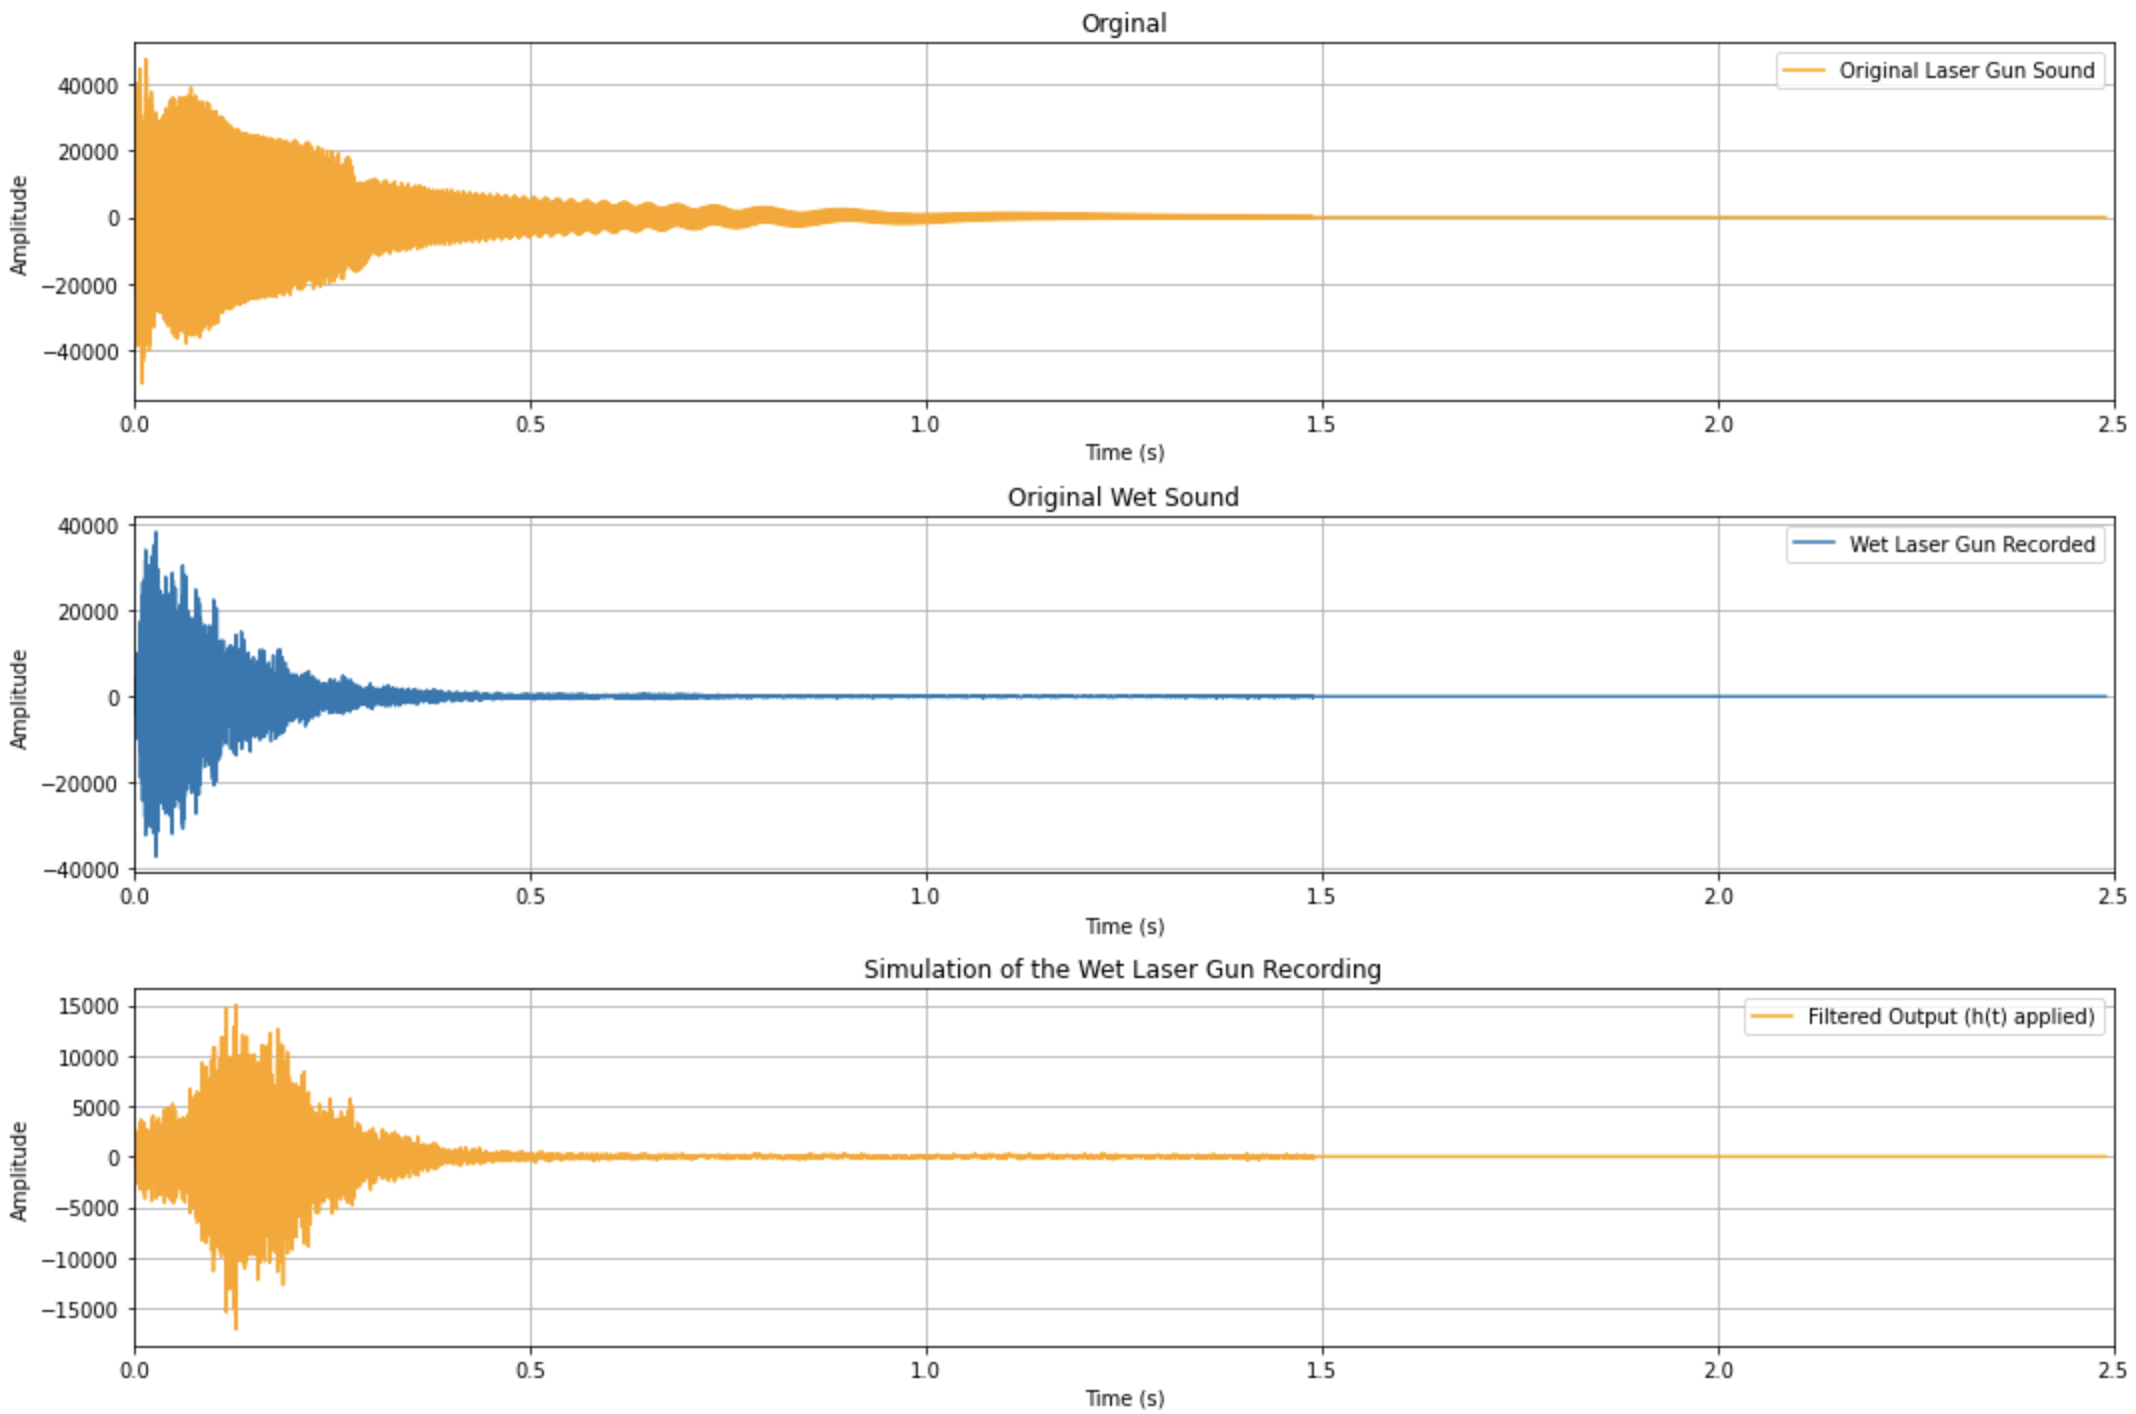 Orginal
Original Laser Gun Sound
Amplitude
40000
20000
0
−20000
−40000
0.0 0.5 1.0 1.5 2.0 2.5
Time (s)
Original Wet Sound
Wet Laser Gun Recorded
Amplitude
40000
20000
0
−20000
−40000
0.0 0.5 1.0 1.5 2.0 2.5
Time (s)
Simulation of the Wet Laser Gun Recording
Filtered Output (h(t) applied)
Amplitude
15000
10000
5000
0
−5000
−10000
−15000
0.0 0.5 1.0 1.5 2.0 2.5
Time (s)